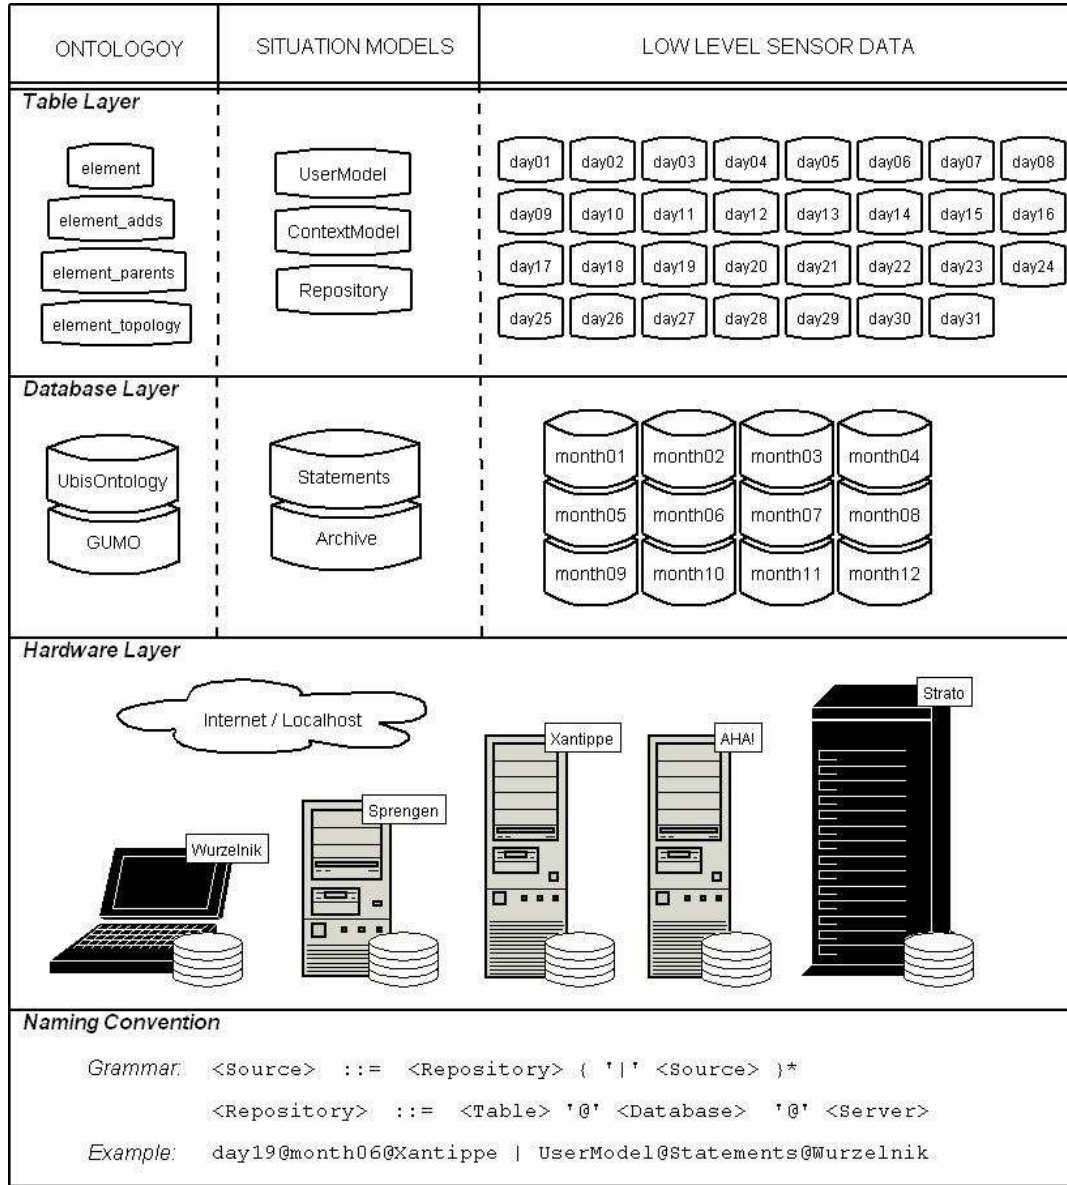 ONTOLOGOY SITUATION MODELS LOW LEVEL SENSOR DATA
Table Layer
element
element_adds
element_parents
element_topology
UserModel
ContextModel
Repository
day01 day02 day03 day04 day05 day06 day07 day08
day09 day10 day11 day12 day13 day14 day15 day16
day17 day18 day19 day20 day21 day22 day23 day24
day25 day26 day27 day28 day29 day30 day31
Database Layer
UbisOntology
GUMO
Statements
Archive
month01 month02 month03 month04
month05 month06 month07 month08
month09 month10 month11 month12
Hardware Layer
Internet / Localhost
Wurzelnik
Sprengen
Xantippe
AHA!
Strato
Naming Convention
Grammar: <Source> ::= <Repository> { '|' <Source> }*
<Repository> ::= <Table> '@' <Database> '@' <Server>
Example: day19@month06@Xantippe | UserModel@Statements@Wurzelnik